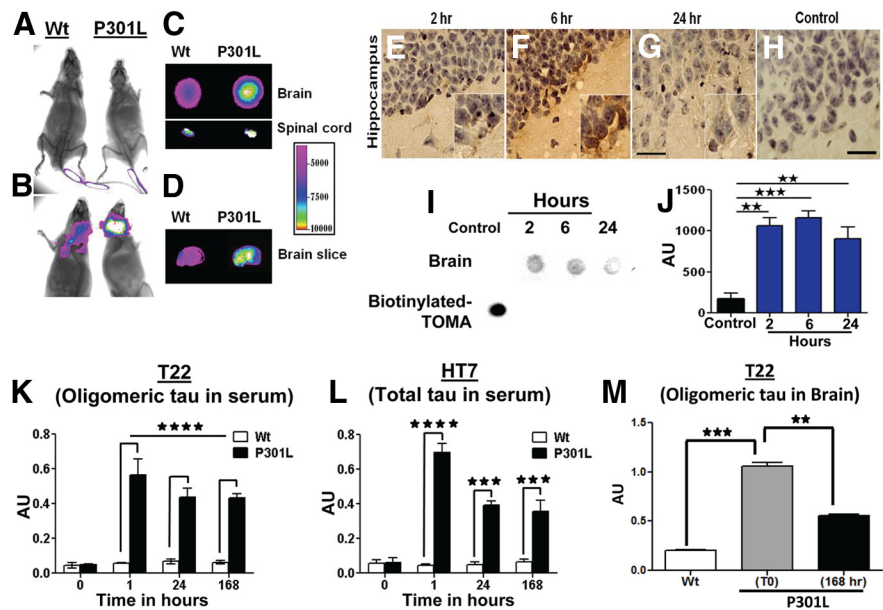 A
Wt
P301L
B
C
Wt
P301L
Brain
Spinal cord
5000
7500
10000
D
Wt
P301L
Brain slice
2 hr
6 hr
24 hr
Control
Hippocampus
E
F
G
H
I
Hours
Control
2
6
24
Brain
Biotinylated-
TOMA
J
AU
1500
1000
500
0
★★
★★★
★★
Control
2
6
24
Hours
K
T22
(Oligomeric tau in serum)
★★★★
Wt
P301L
AU
0.8
0.6
0.4
0.2
0.0
0
1
24
168
Time in hours
L
HT7
(Total tau in serum)
★★★★
★★★
★★★
Wt
P301L
AU
0.8
0.6
0.4
0.2
0.0
0
1
24
168
Time in hours
M
T22
(Oligomeric tau in Brain)
AU
1.5
1.0
0.5
0.0
★★★
★★
Wt
(T0)
(168 hr)
P301L